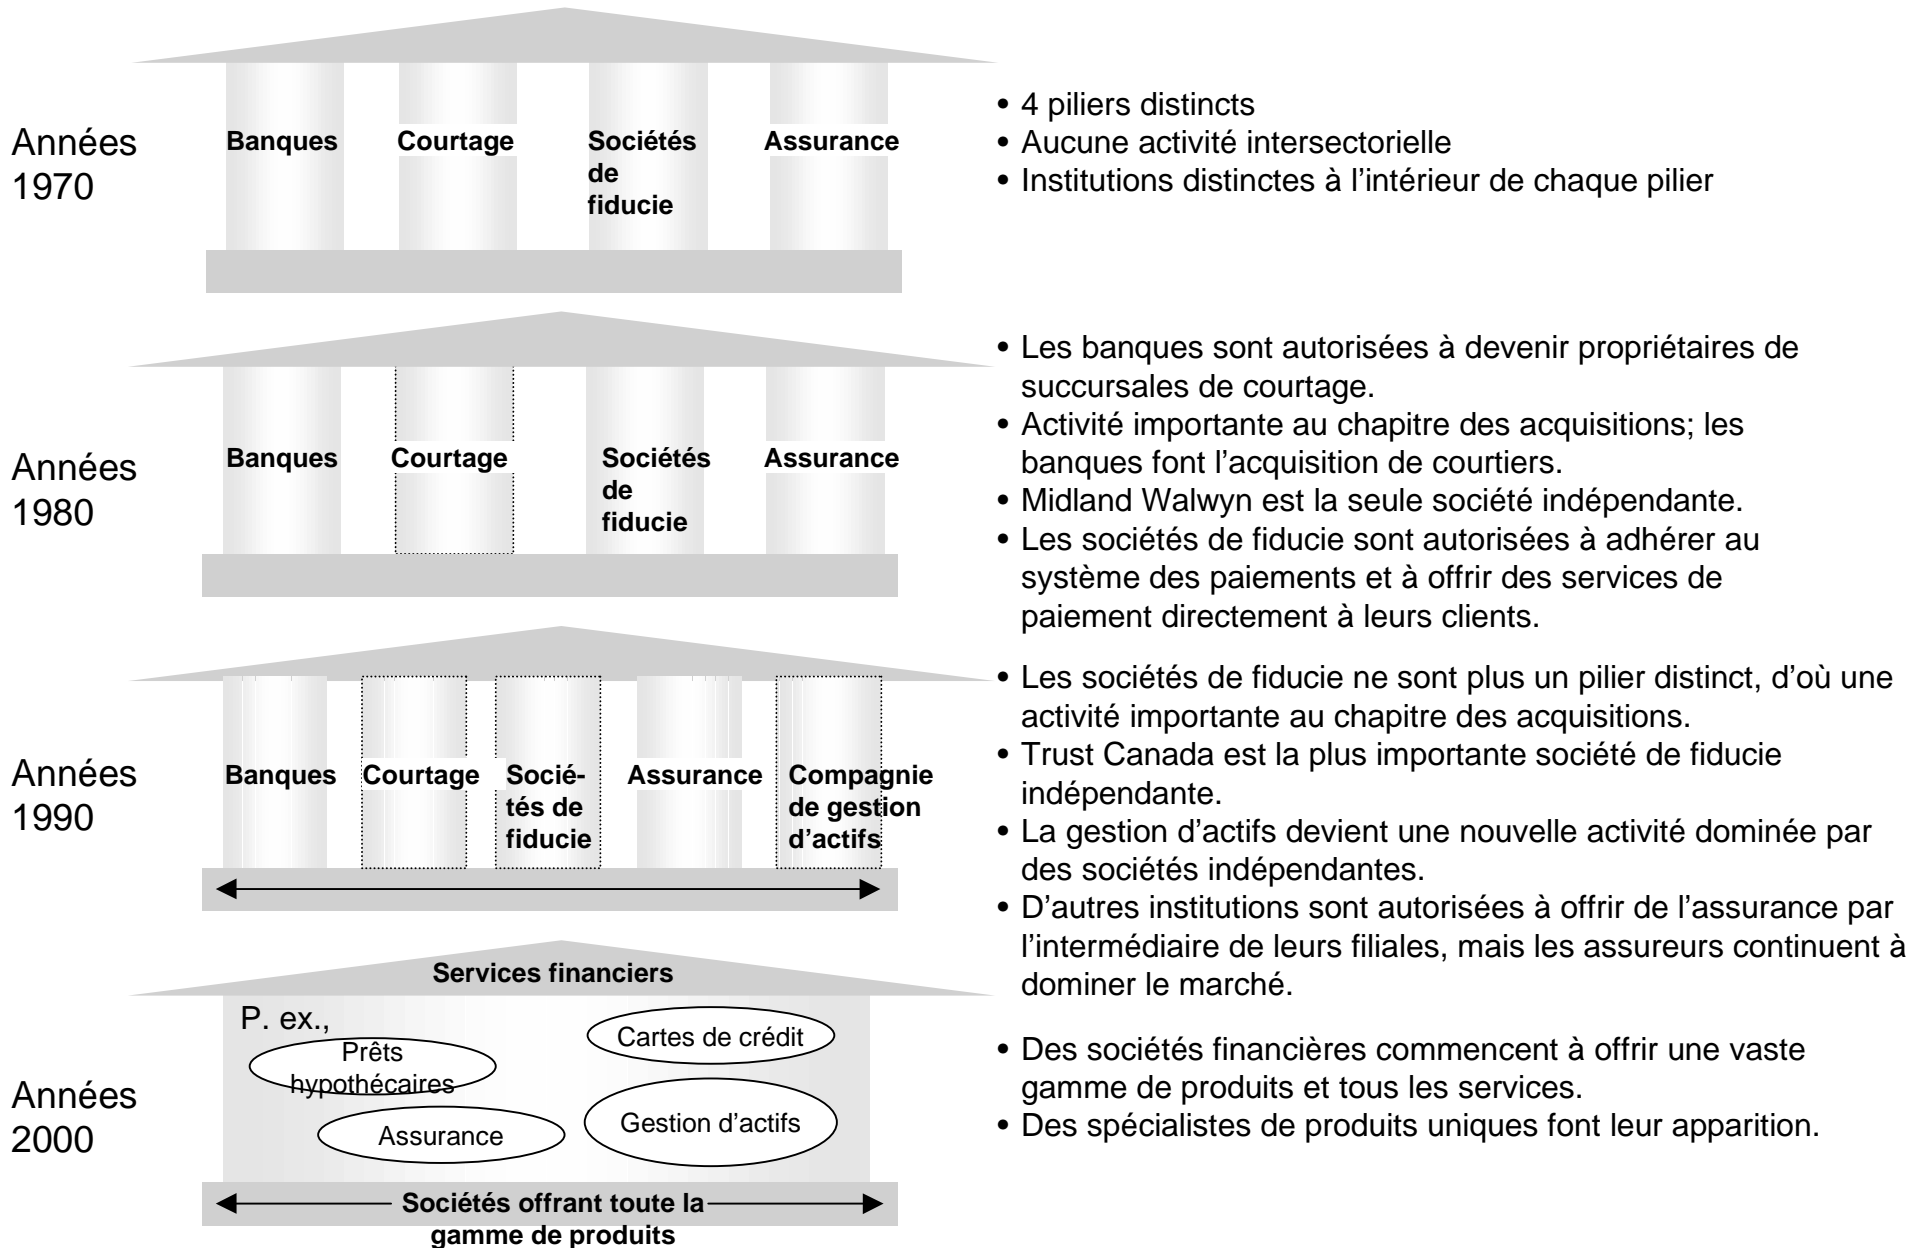 Années
1970
Banques
Courtage
Sociétés
de
fiducie
Assurance
• 4 piliers distincts
• Aucune activité intersectorielle
• Institutions distinctes à l’intérieur de chaque pilier
Années
1980
Banques
Courtage
Sociétés
de
fiducie
Assurance
• Les banques sont autorisées à devenir propriétaires de
succursales de courtage.
• Activité importante au chapitre des acquisitions; les
banques font l’acquisition de courtiers.
• Midland Walwyn est la seule société indépendante.
• Les sociétés de fiducie sont autorisées à adhérer au
système des paiements et à offrir des services de
paiement directement à leurs clients.
Années
1990
Banques
Courtage
Socié-
tés de
fiducie
Assurance
Compagnie
de gestion
d’actifs
• Les sociétés de fiducie ne sont plus un pilier distinct, d’où une
activité importante au chapitre des acquisitions.
• Trust Canada est la plus importante société de fiducie
indépendante.
• La gestion d’actifs devient une nouvelle activité dominée par
des sociétés indépendantes.
• D’autres institutions sont autorisées à offrir de l’assurance par
l’intermédiaire de leurs filiales, mais les assureurs continuent à
dominer le marché.
Années
2000
Services financiers
P. ex.,
Prêts
hypothécaires
Cartes de crédit
Assurance
Gestion d’actifs
Sociétés offrant toute la
gamme de produits
• Des sociétés financières commencent à offrir une vaste
gamme de produits et tous les services.
• Des spécialistes de produits uniques font leur apparition.